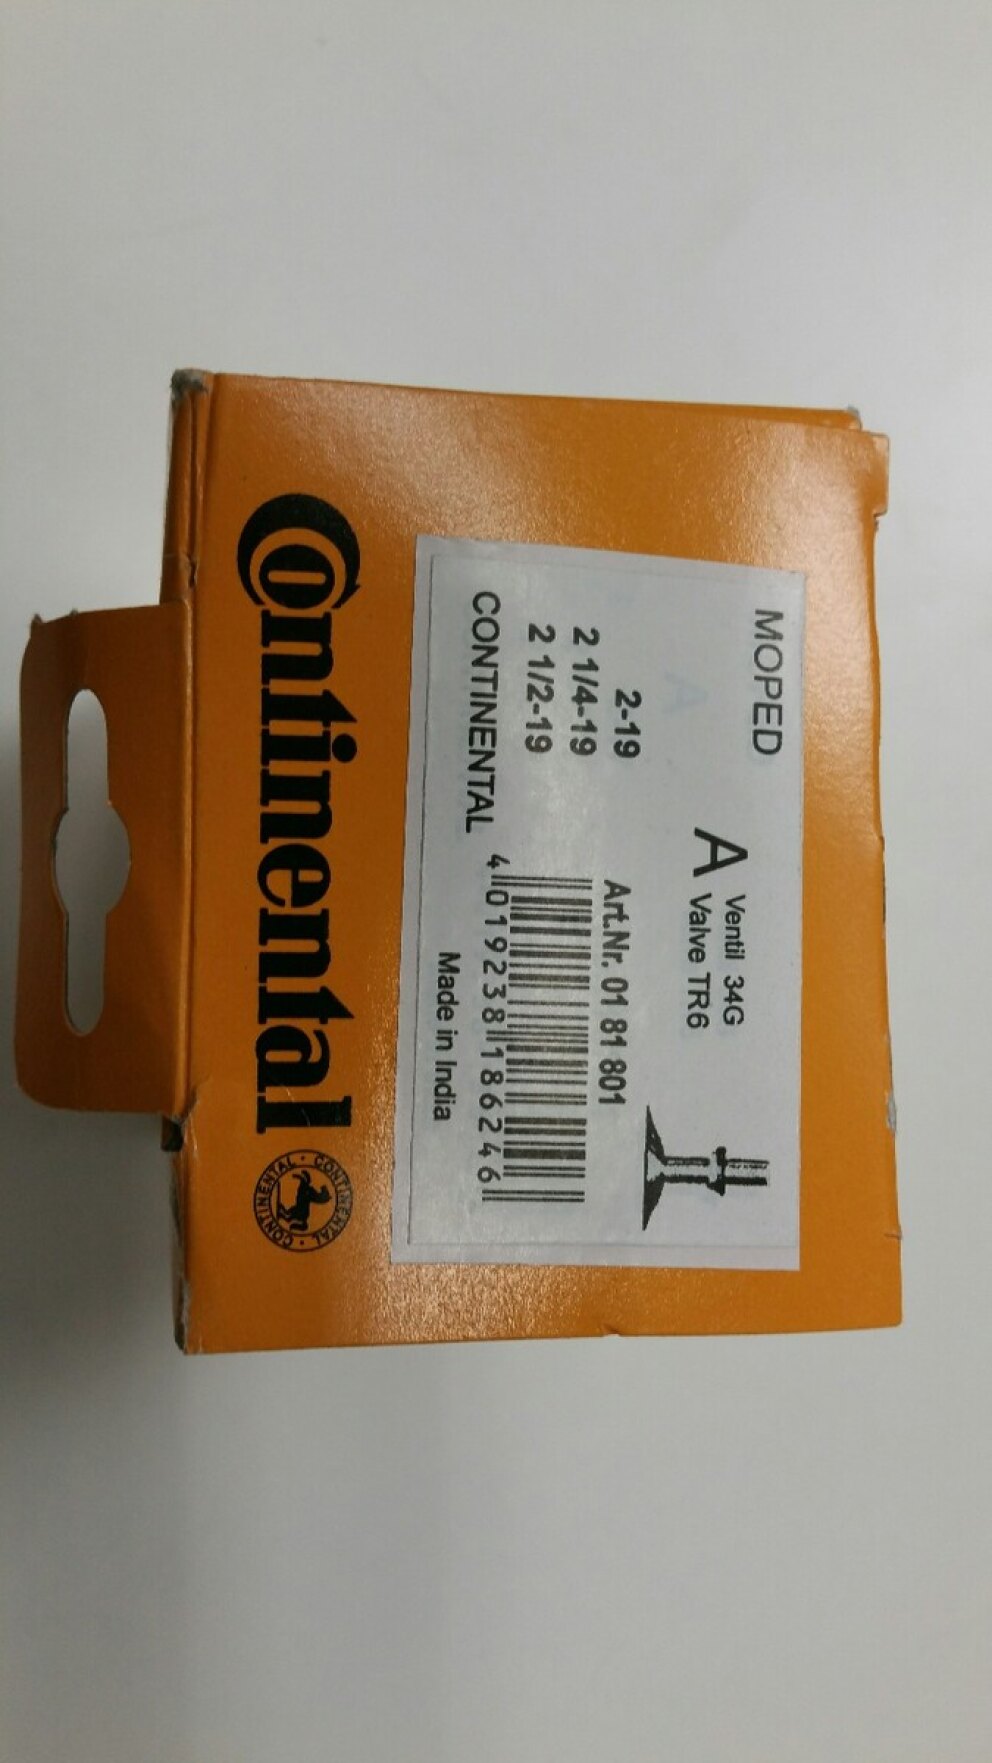 MOPED
A Ventil 34G
Valve TR6
2-19
2 1/4-19
2 1/2-19
CONTINENTAL
Art.Nr. 01 81 801
4 019238 186246
Made in India
Continental
CONTINENTAL · CONTINENTAL ·